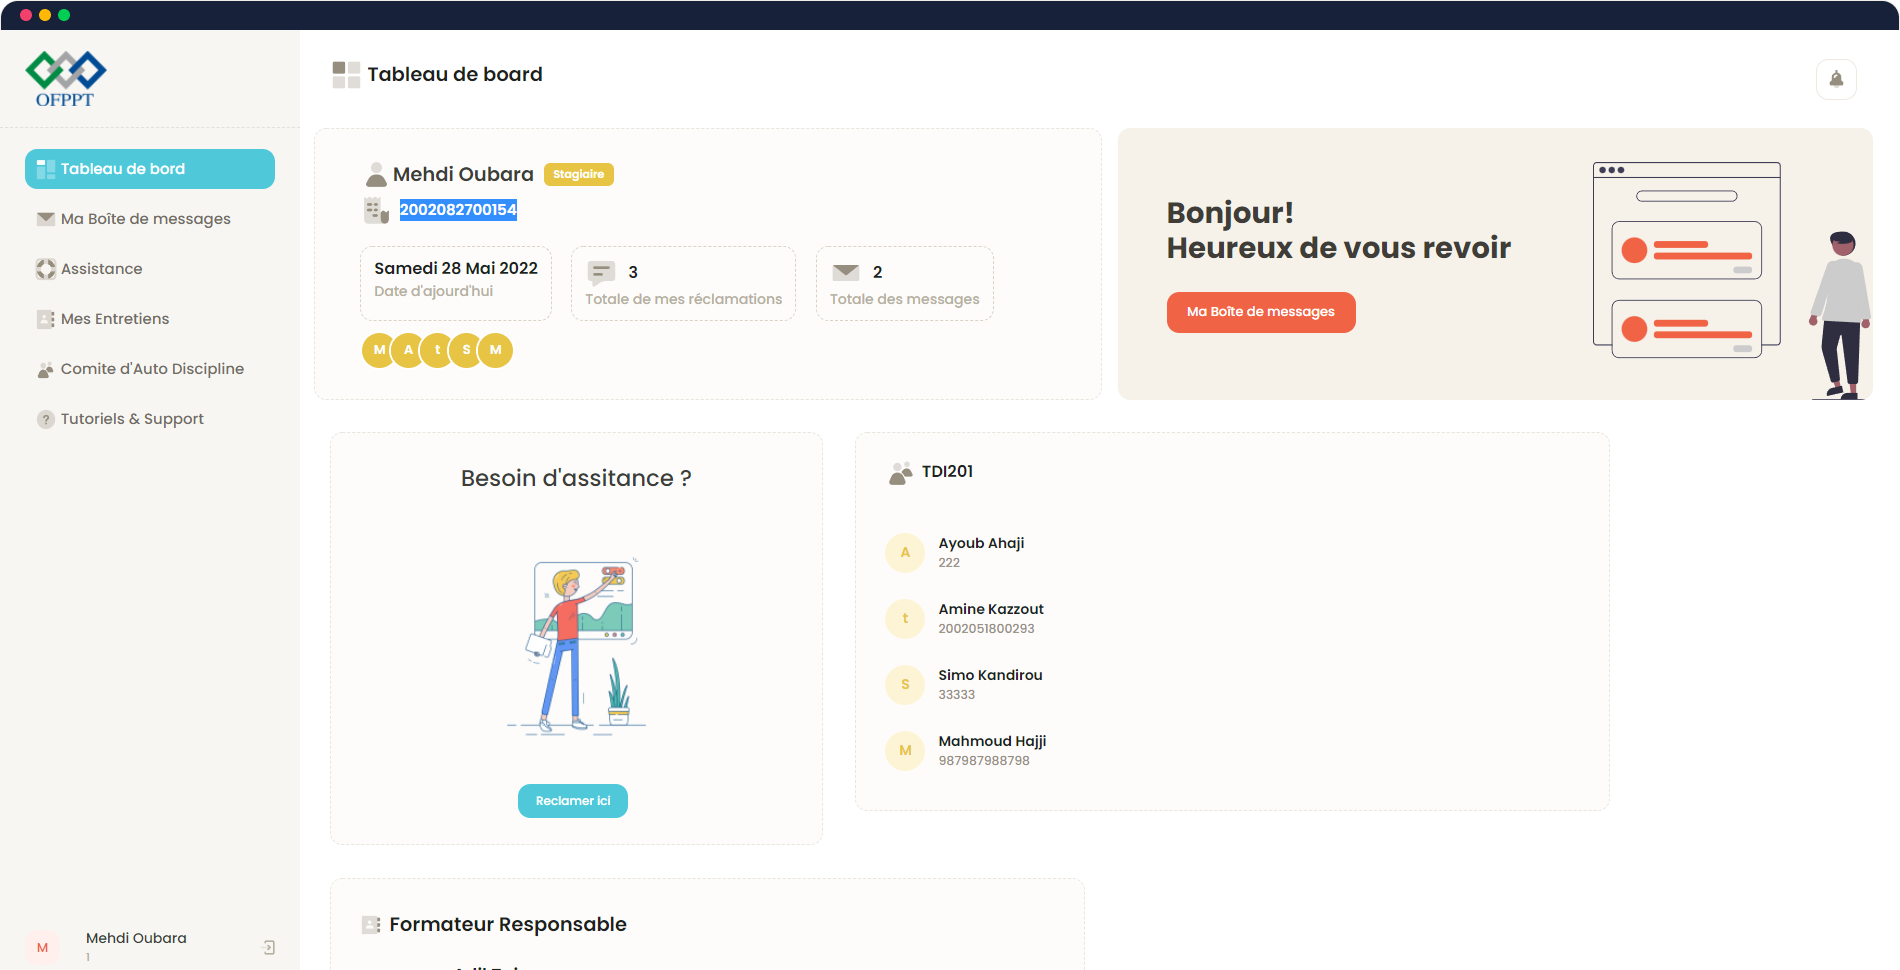 OFPPT
Tableau de bord
Ma Boîte de messages
Assistance
Mes Entretiens
Comite d'Auto Discipline
? Tutoriels & Support
M
Mehdi Oubara
1
Tableau de board
Mehdi Oubara Stagiaire
2002082700154
Samedi 28 Mai 2022
Date d'ajourd'hui
3
Totale de mes réclamations
2
Totale des messages
M A t S M
Bonjour!
Heureux de vous revoir
Ma Boîte de messages
Besoin d'assitance ?
Reclamer ici
TDI201
A
Ayoub Ahaji
222
t
Amine Kazzout
2002051800293
S
Simo Kandirou
33333
M
Mahmoud Hajji
987987988798
Formateur Responsable